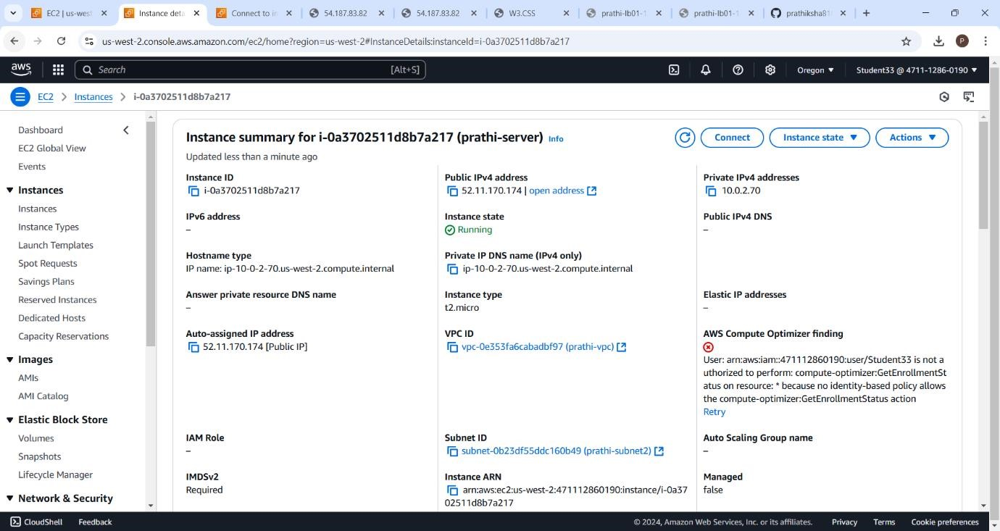 EC2 | us-west
Instance deta
Connect to in
54.187.83.82
54.187.83.82
W3.CSS
prathi-lb01-1
prathi-lb01-1
prathiksha81
us-west-2.console.aws.amazon.com/ec2/home?region=us-west-2#InstanceDetails:instanceId=i-0a3702511d8b7a217
P
aws
Search
[Alt+S]
Oregon
Student33 @ 4711-1286-0190
EC2 > Instances > i-0a3702511d8b7a217
Dashboard
EC2 Global View
Events
Instances
Instances
Instance Types
Launch Templates
Spot Requests
Savings Plans
Reserved Instances
Dedicated Hosts
Capacity Reservations
Images
AMIs
AMI Catalog
Elastic Block Store
Volumes
Snapshots
Lifecycle Manager
Network & Security
Instance summary for i-0a3702511d8b7a217 (prathi-server) Info
Updated less than a minute ago
Connect
Instance state
Actions
Instance ID
i-0a3702511d8b7a217
Public IPv4 address
52.11.170.174 | open address
Private IPv4 addresses
10.0.2.70
IPv6 address
–
Instance state
Running
Public IPv4 DNS
–
Hostname type
IP name: ip-10-0-2-70.us-west-2.compute.internal
Private IP DNS name (IPv4 only)
ip-10-0-2-70.us-west-2.compute.internal
Answer private resource DNS name
–
Instance type
t2.micro
Elastic IP addresses
–
Auto-assigned IP address
52.11.170.174 [Public IP]
VPC ID
vpc-0e353fa6cabadbf97 (prathi-vpc)
AWS Compute Optimizer finding
User: arn:aws:iam::471112860190:user/Student33 is not a
uthorized to perform: compute-optimizer:GetEnrollmentSt
atus on resource: * because no identity-based policy allows
the compute-optimizer:GetEnrollmentStatus action
Retry
IAM Role
–
Subnet ID
subnet-0b23df55ddc160b49 (prathi-subnet2)
Auto Scaling Group name
–
IMDSv2
Required
Instance ARN
arn:aws:ec2:us-west-2:471112860190:instance/i-0a37
02511d8b7a217
Managed
false
CloudShell
Feedback
© 2024, Amazon Web Services, Inc. or its affiliates.
Privacy
Terms
Cookie preferences